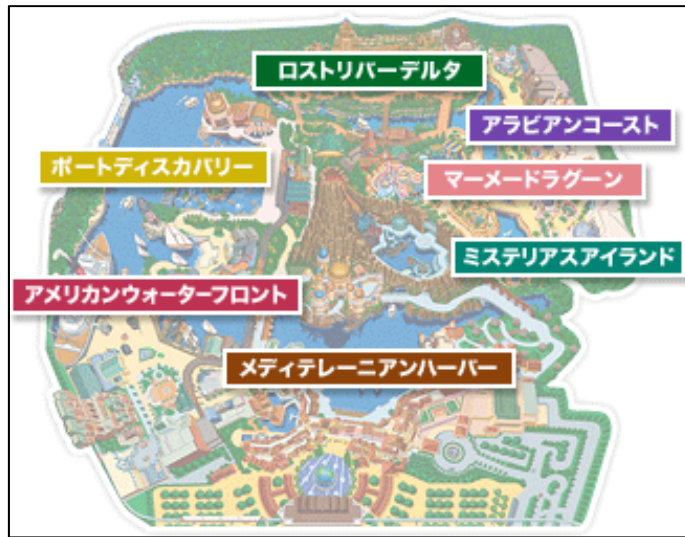 ロストリバーデルタ
アラビアンコースト
ポートディスカバリー
マーメードラグーン
ミステリアスアイランド
アメリカンウォーターフロント
メディテレーニアンハーバー